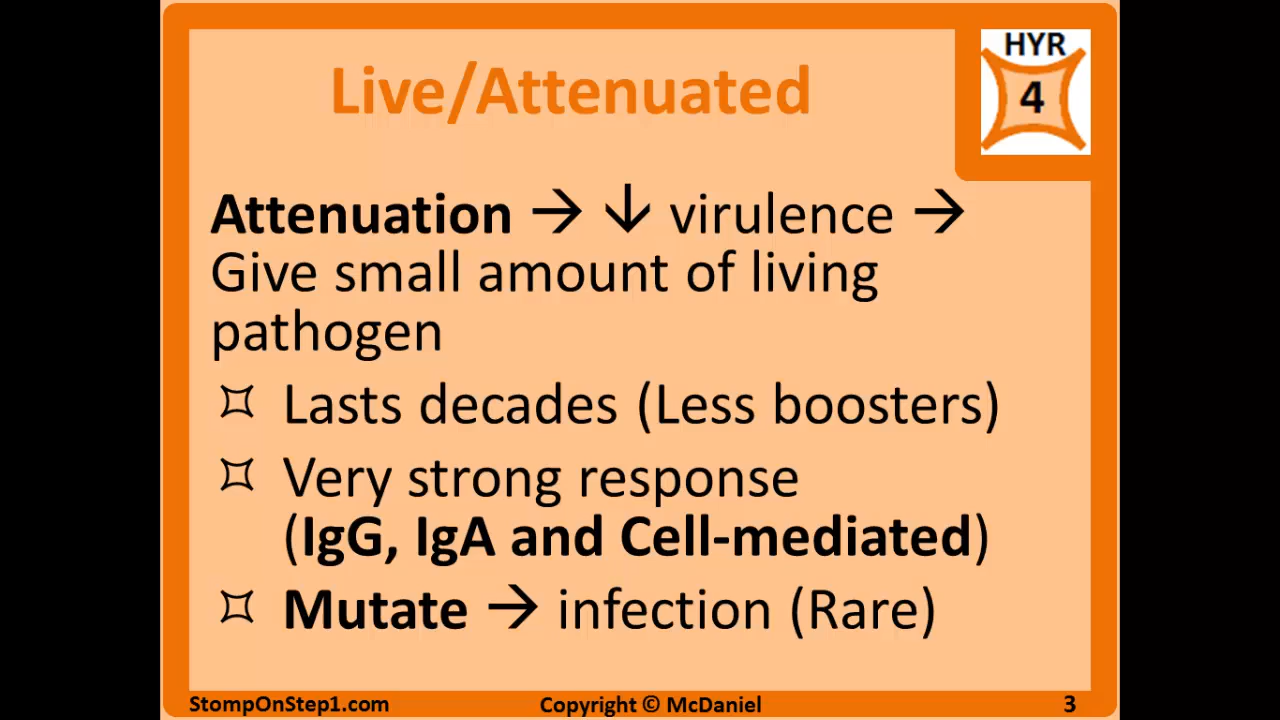 HYR
4
Live/Attenuated
Attenuation → ↓ virulence →
Give small amount of living
pathogen
Lasts decades (Less boosters)
Very strong response
(IgG, IgA and Cell-mediated)
Mutate → infection (Rare)
StompOnStep1.com
Copyright © McDaniel
3